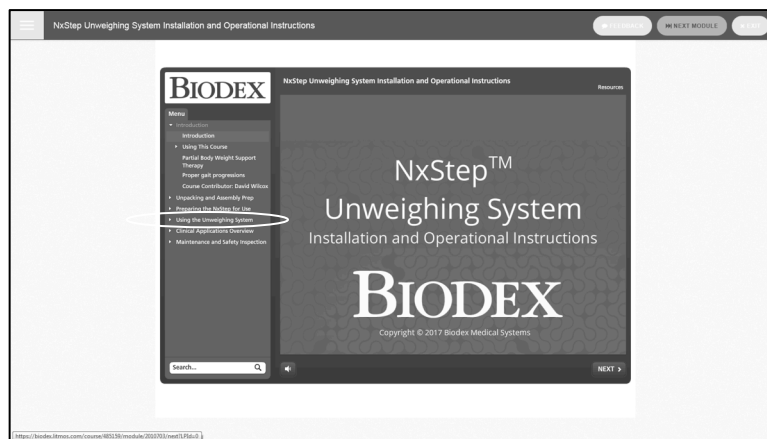 NxStep Unweighing System Installation and Operational Instructions
FEEDBACK
NEXT MODULE
EXIT
BIODEX
NxStep Unweighing System Installation and Operational Instructions
Resources
Menu
Introduction
Introduction
Using This Course
Partial Body Weight Support
Therapy
Proper gait progressions
Course Contributor: David Wilcox
Unpacking and Assembly Prep
Preparing the NxStep for Use
Using the Unweighing System
Clinical Applications Overview
Maintenance and Safety Inspection
Search...
NxStep™
Unweighing System
Installation and Operational Instructions
BIODEX
Copyright © 2017 Biodex Medical Systems
NEXT >